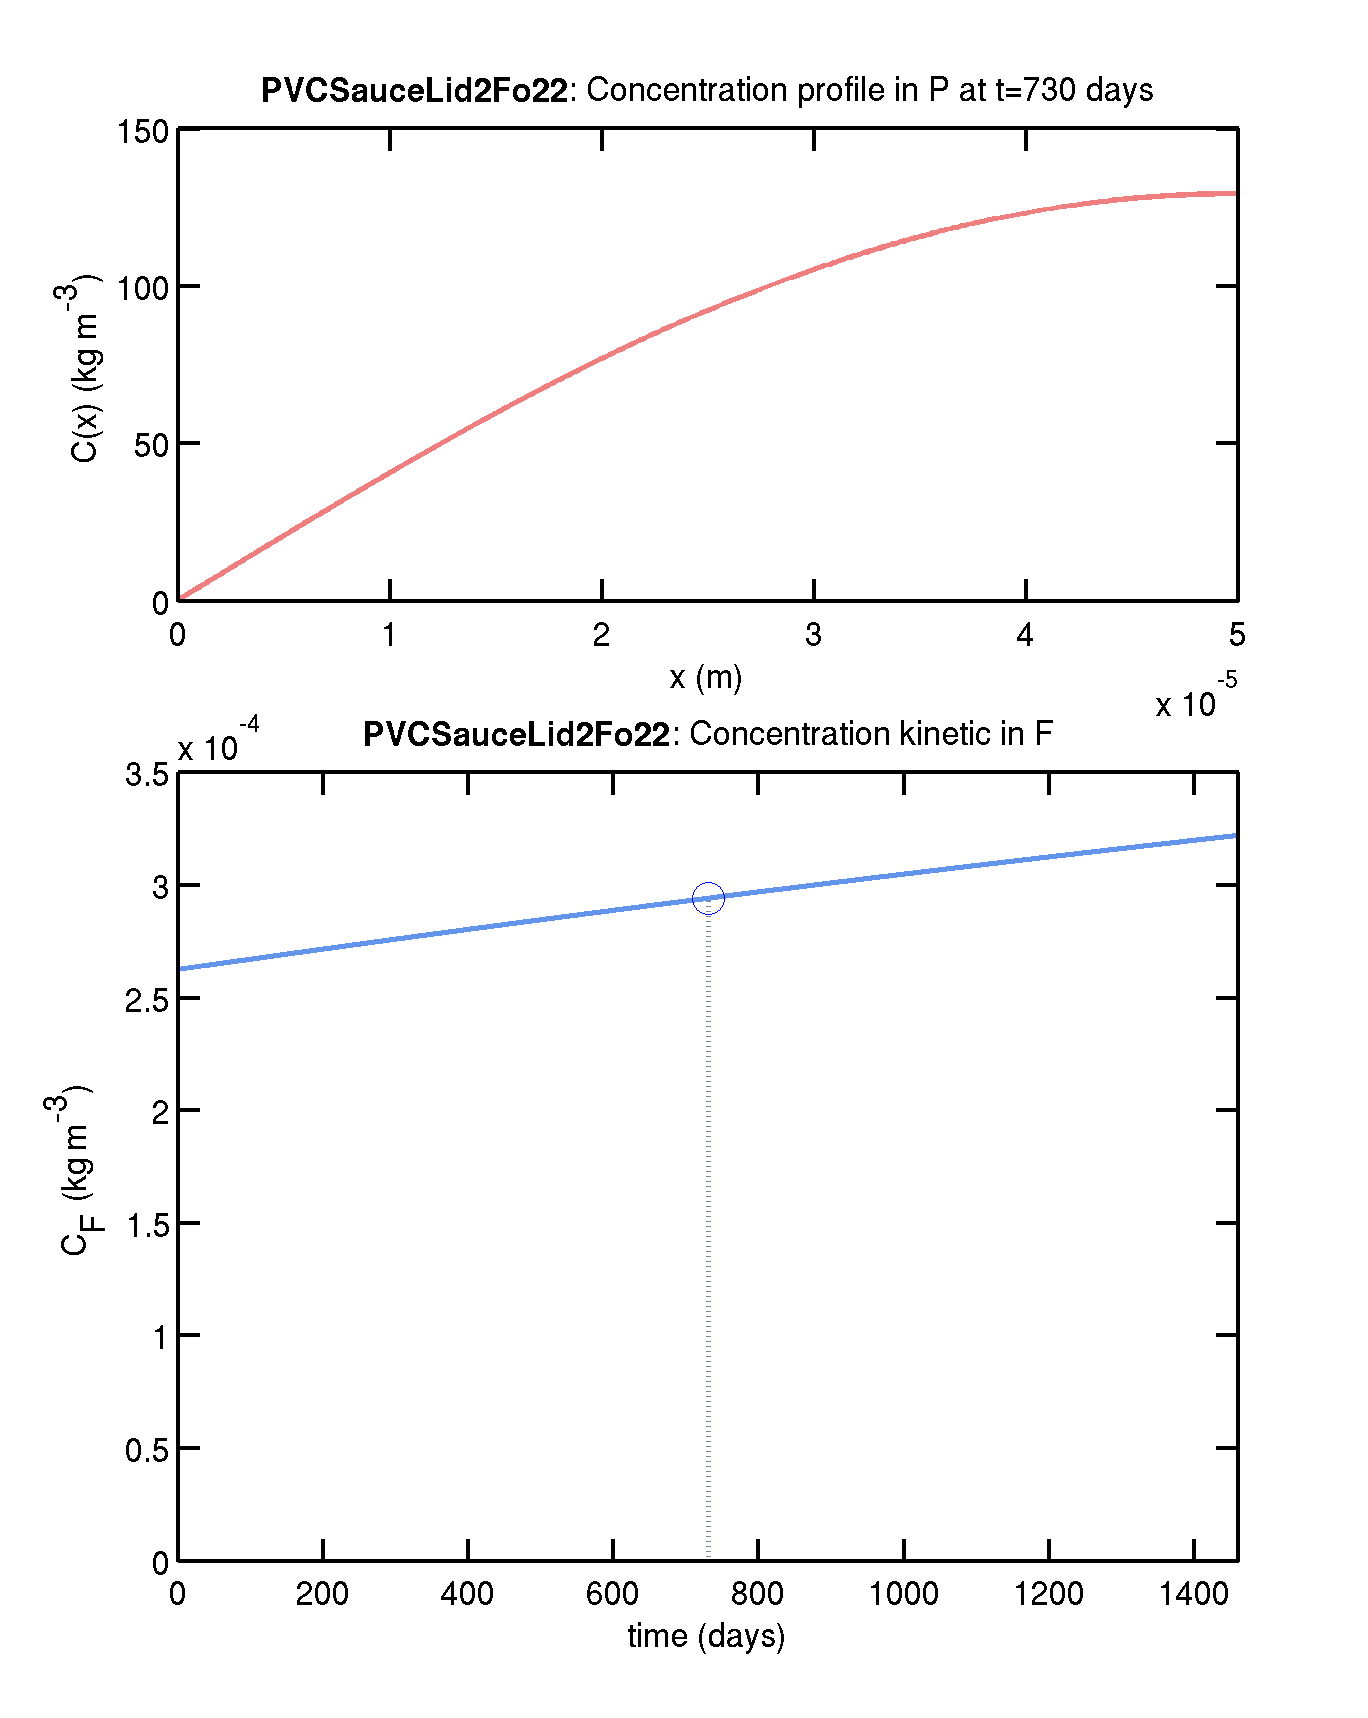 PVCSauceLid2Fo22: Concentration profile in P at t=730 days
150
100
50
0
C(x) (kg m-3)
0 1 2 3 4 5
x (m)
x 10-5
PVCSauceLid2Fo22: Concentration kinetic in F
x 10-4
3.5
3
2.5
2
1.5
1
0.5
0
CF (kg m-3)
0 200 400 600 800 1000 1200 1400
time (days)